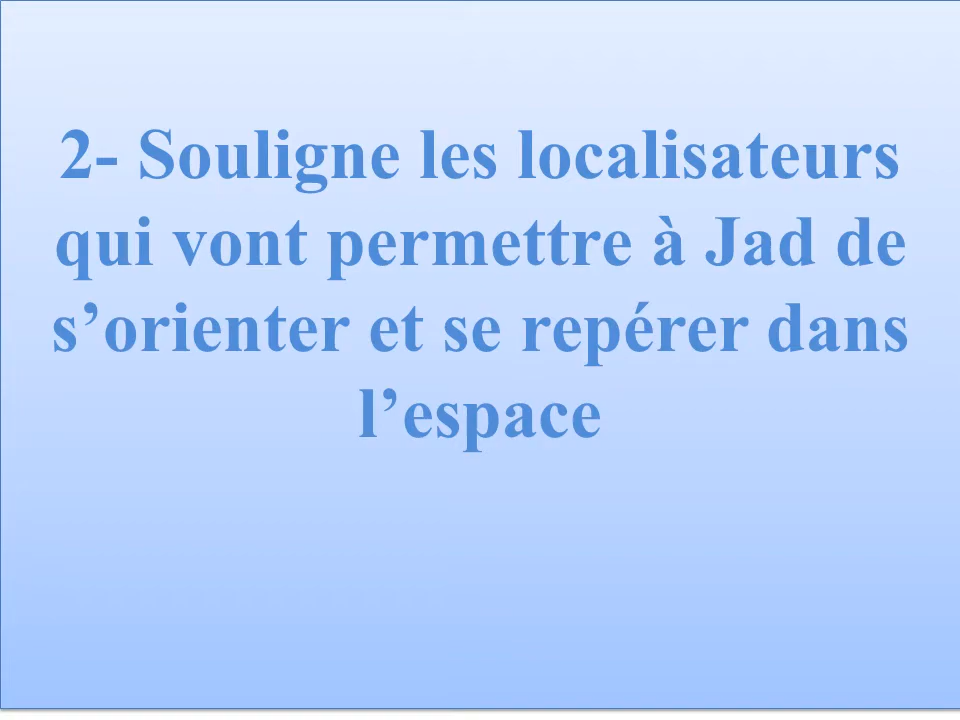 2- Souligne les localisateurs
qui vont permettre à Jad de
s’orienter et se repérer dans
l’espace